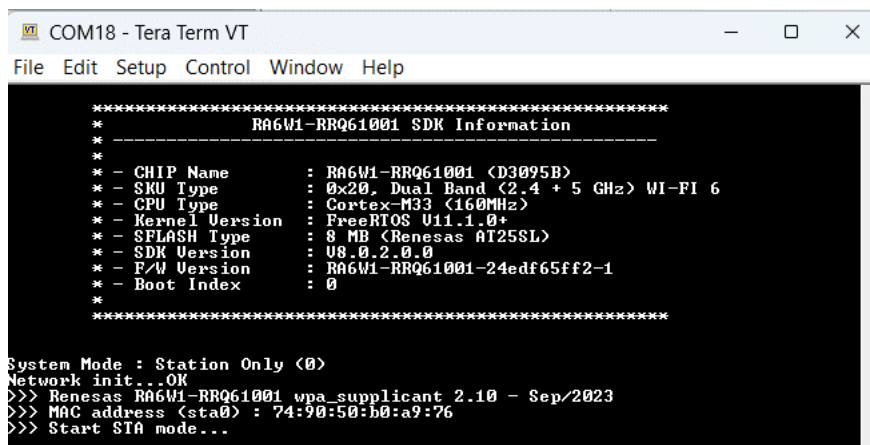 COM18 - Tera Term VT
File Edit Setup Control Window Help
*******************************************************
* RA6W1-RRQ61001 SDK Information
* ---------------------------------------------------
*
* - CHIP Name : RA6W1-RRQ61001 (D3095B)
* - SKU Type : 0x20, Dual Band (2.4 + 5 GHz) WI-FI 6
* - CPU Type : Cortex-M33 (160MHz)
* - Kernel Version : FreeRTOS V11.1.0+
* - SFLASH Type : 8 MB (Renesas AT25SL)
* - SDK Version : V8.0.2.0.0
* - F/W Version : RA6W1-RRQ61001-24edf65ff2-1
* - Boot Index : 0
*
*******************************************************
System Mode : Station Only (0)
Network init...OK
>>> Renesas RA6W1-RRQ61001 wpa_supplicant 2.10 - Sep/2023
>>> MAC address (sta0) : 74:90:50:b0:a9:76
>>> Start STA mode...